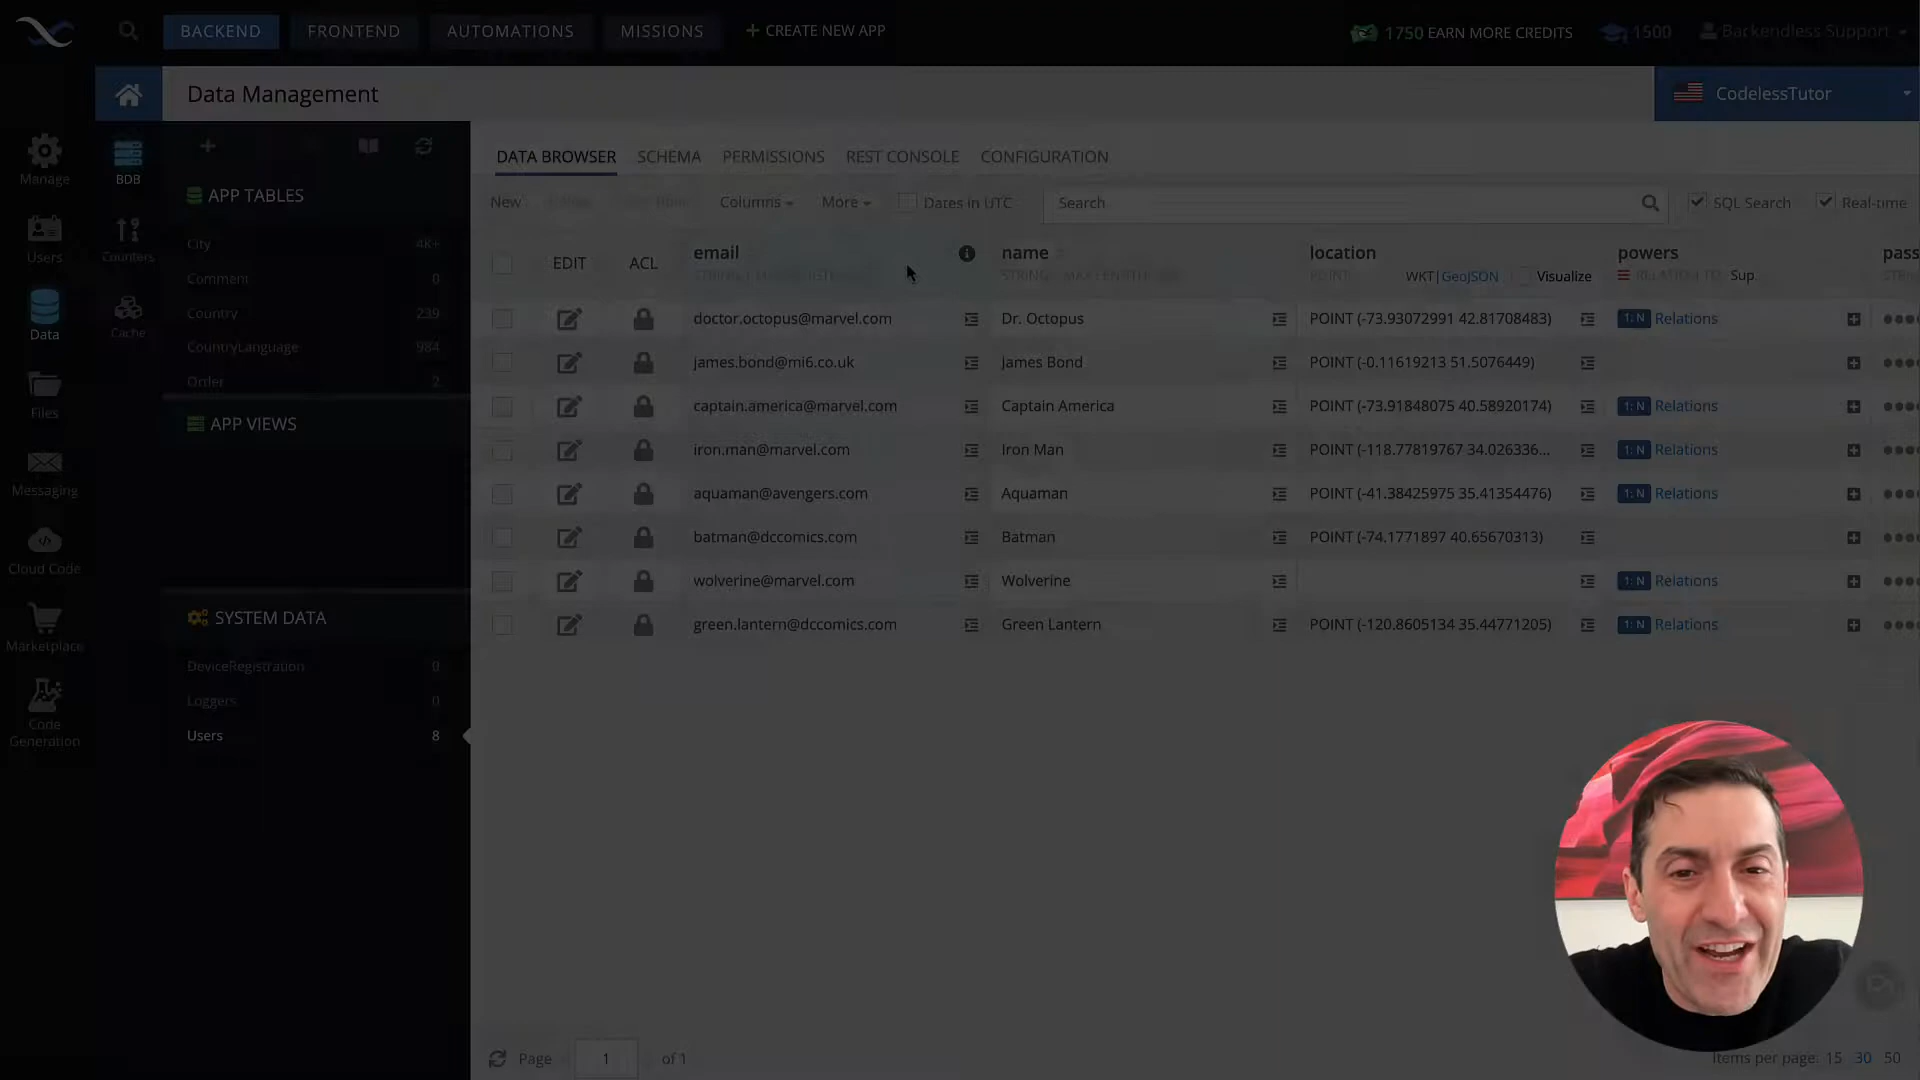 BACKEND FRONTEND AUTOMATIONS MISSIONS + CREATE NEW APP 1750 EARN MORE CREDITS 1500 Backendless Support
Data Management CodelessTutor
Manage
Users
Data
Files
Messaging
Cloud Code
Marketplace
Code
Generation
BDB
Counters
Cache
APP TABLES
City 4K+
Comment 0
Country 239
CountryLanguage 984
Order 2
APP VIEWS
SYSTEM DATA
DeviceRegistration 0
Loggers 0
Users 8
DATA BROWSER SCHEMA PERMISSIONS REST CONSOLE CONFIGURATION
New Columns More Dates in UTC Search SQL Search Real-time
EDIT ACL email name location powers pass
WKT|GeoJSON Visualize RELATION TO: Sup.
doctor.octopus@marvel.com Dr. Octopus POINT (-73.93072991 42.81708483) 1: N Relations
james.bond@mi6.co.uk James Bond POINT (-0.11619213 51.5076449)
captain.america@marvel.com Captain America POINT (-73.91848075 40.58920174) 1: N Relations
iron.man@marvel.com Iron Man POINT (-118.77819767 34.026336... 1: N Relations
aquaman@avengers.com Aquaman POINT (-41.38425975 35.41354476) 1: N Relations
batman@dccomics.com Batman POINT (-74.1771897 40.65670313)
wolverine@marvel.com Wolverine 1: N Relations
green.lantern@dccomics.com Green Lantern POINT (-120.8605134 35.44771205) 1: N Relations
Page 1 of 1 Items per page: 15 30 50